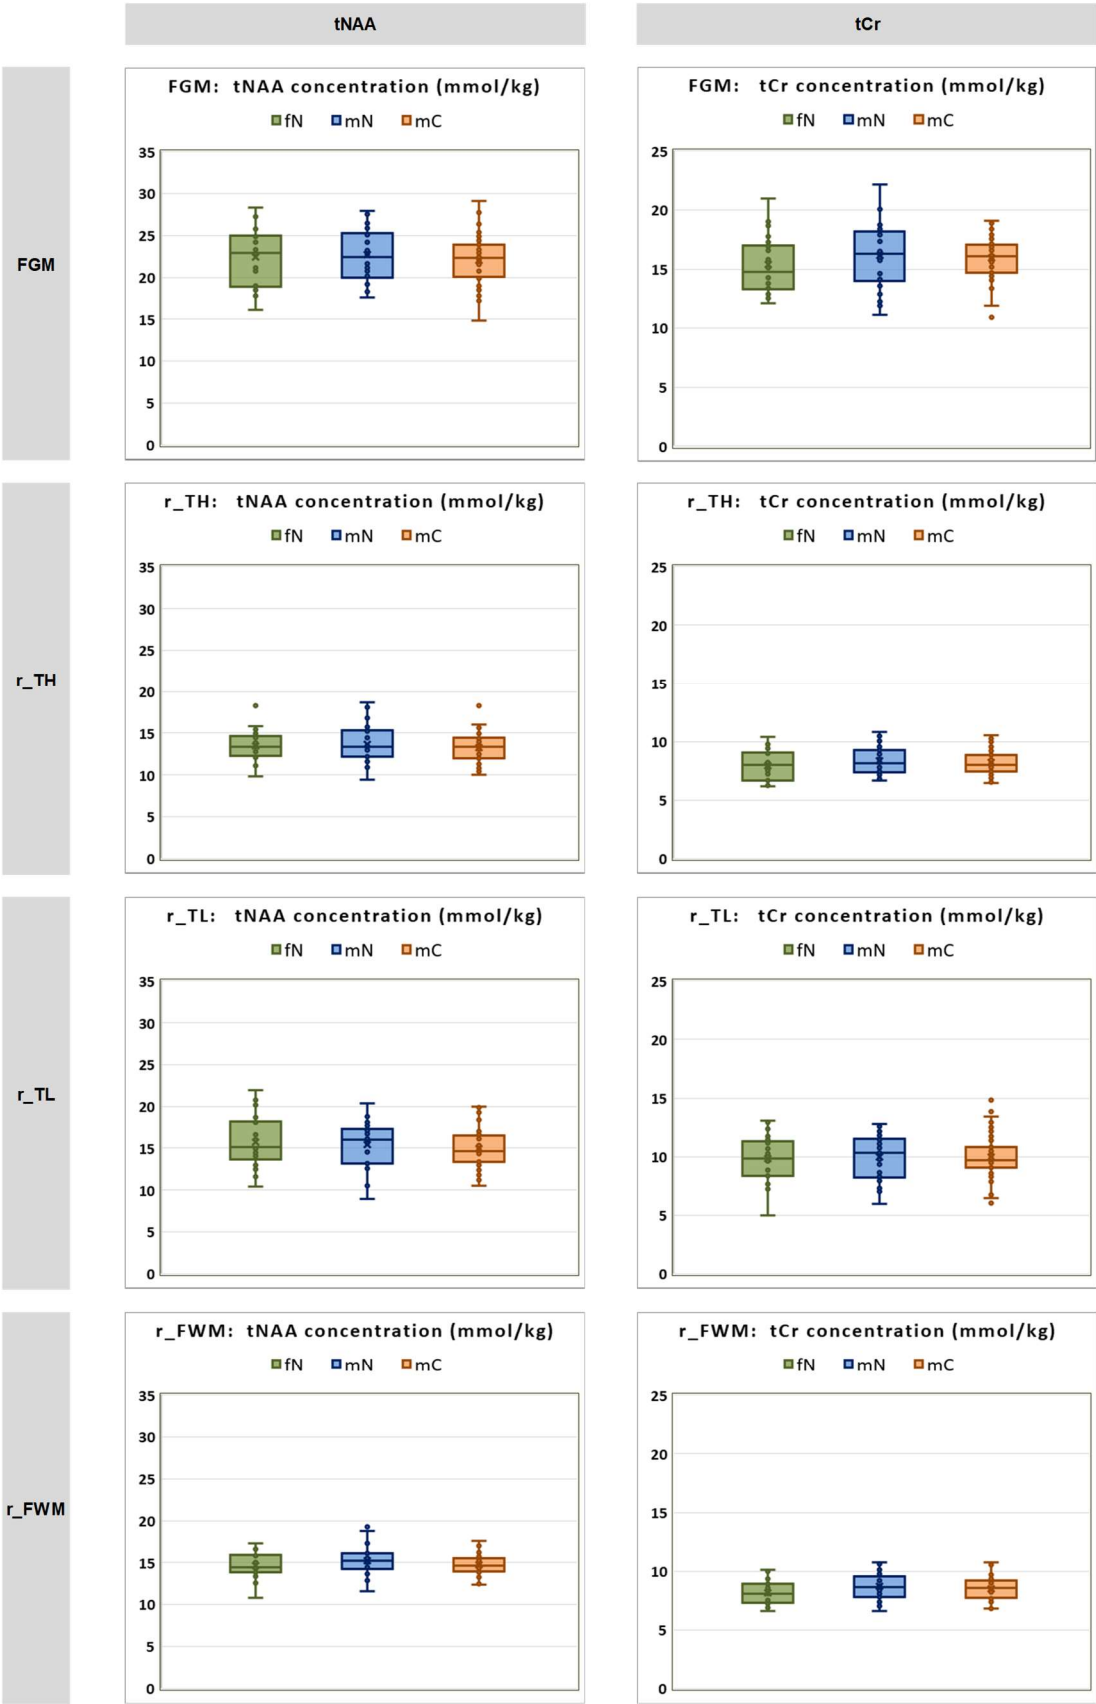 tNAA tCr
FGM
FGM: tNAA concentration (mmol/kg)
fN mN mC
35
30
25
20
15
10
5
0
FGM: tCr concentration (mmol/kg)
fN mN mC
25
20
15
10
5
0
r_TH
r_TH: tNAA concentration (mmol/kg)
fN mN mC
35
30
25
20
15
10
5
0
r_TH: tCr concentration (mmol/kg)
fN mN mC
25
20
15
10
5
0
r_TL
r_TL: tNAA concentration (mmol/kg)
fN mN mC
35
30
25
20
15
10
5
0
r_TL: tCr concentration (mmol/kg)
fN mN mC
25
20
15
10
5
0
r_FWM
r_FWM: tNAA concentration (mmol/kg)
fN mN mC
35
30
25
20
15
10
5
0
r_FWM: tCr concentration (mmol/kg)
fN mN mC
25
20
15
10
5
0